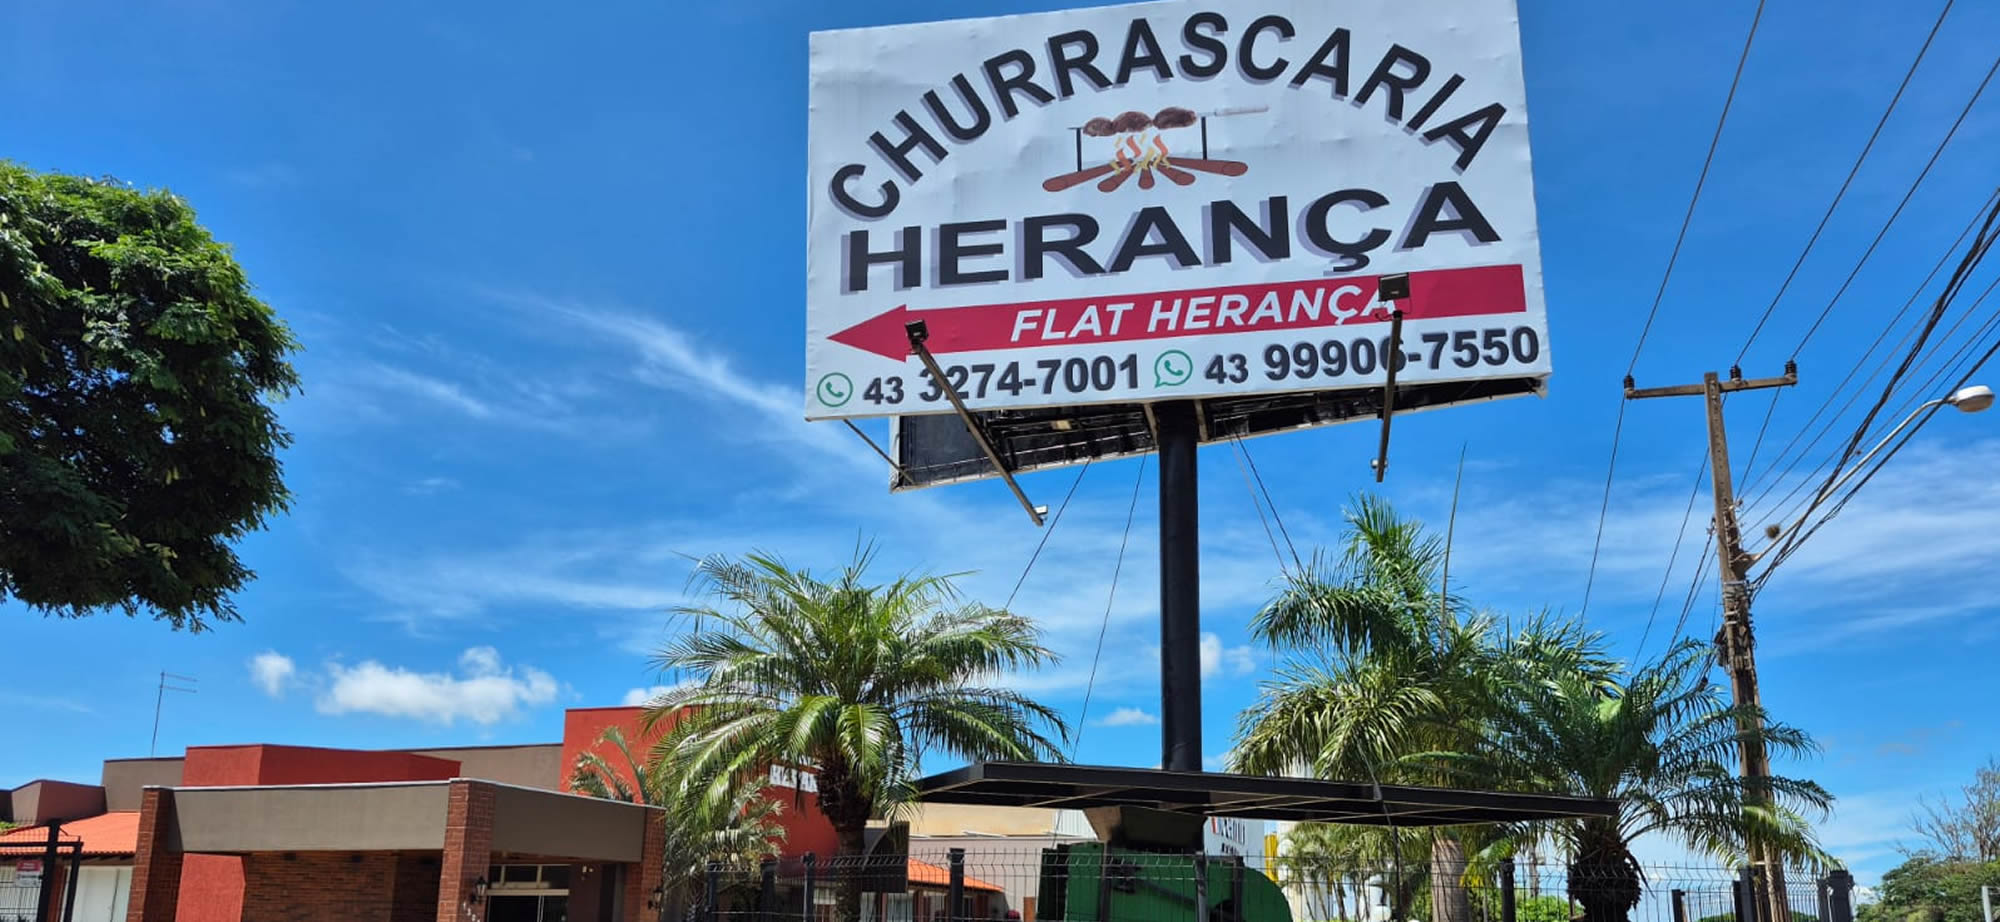 CHURRASCARIA
HERANÇA
FLAT HERANÇA
43 3274-7001 43 99906-7550